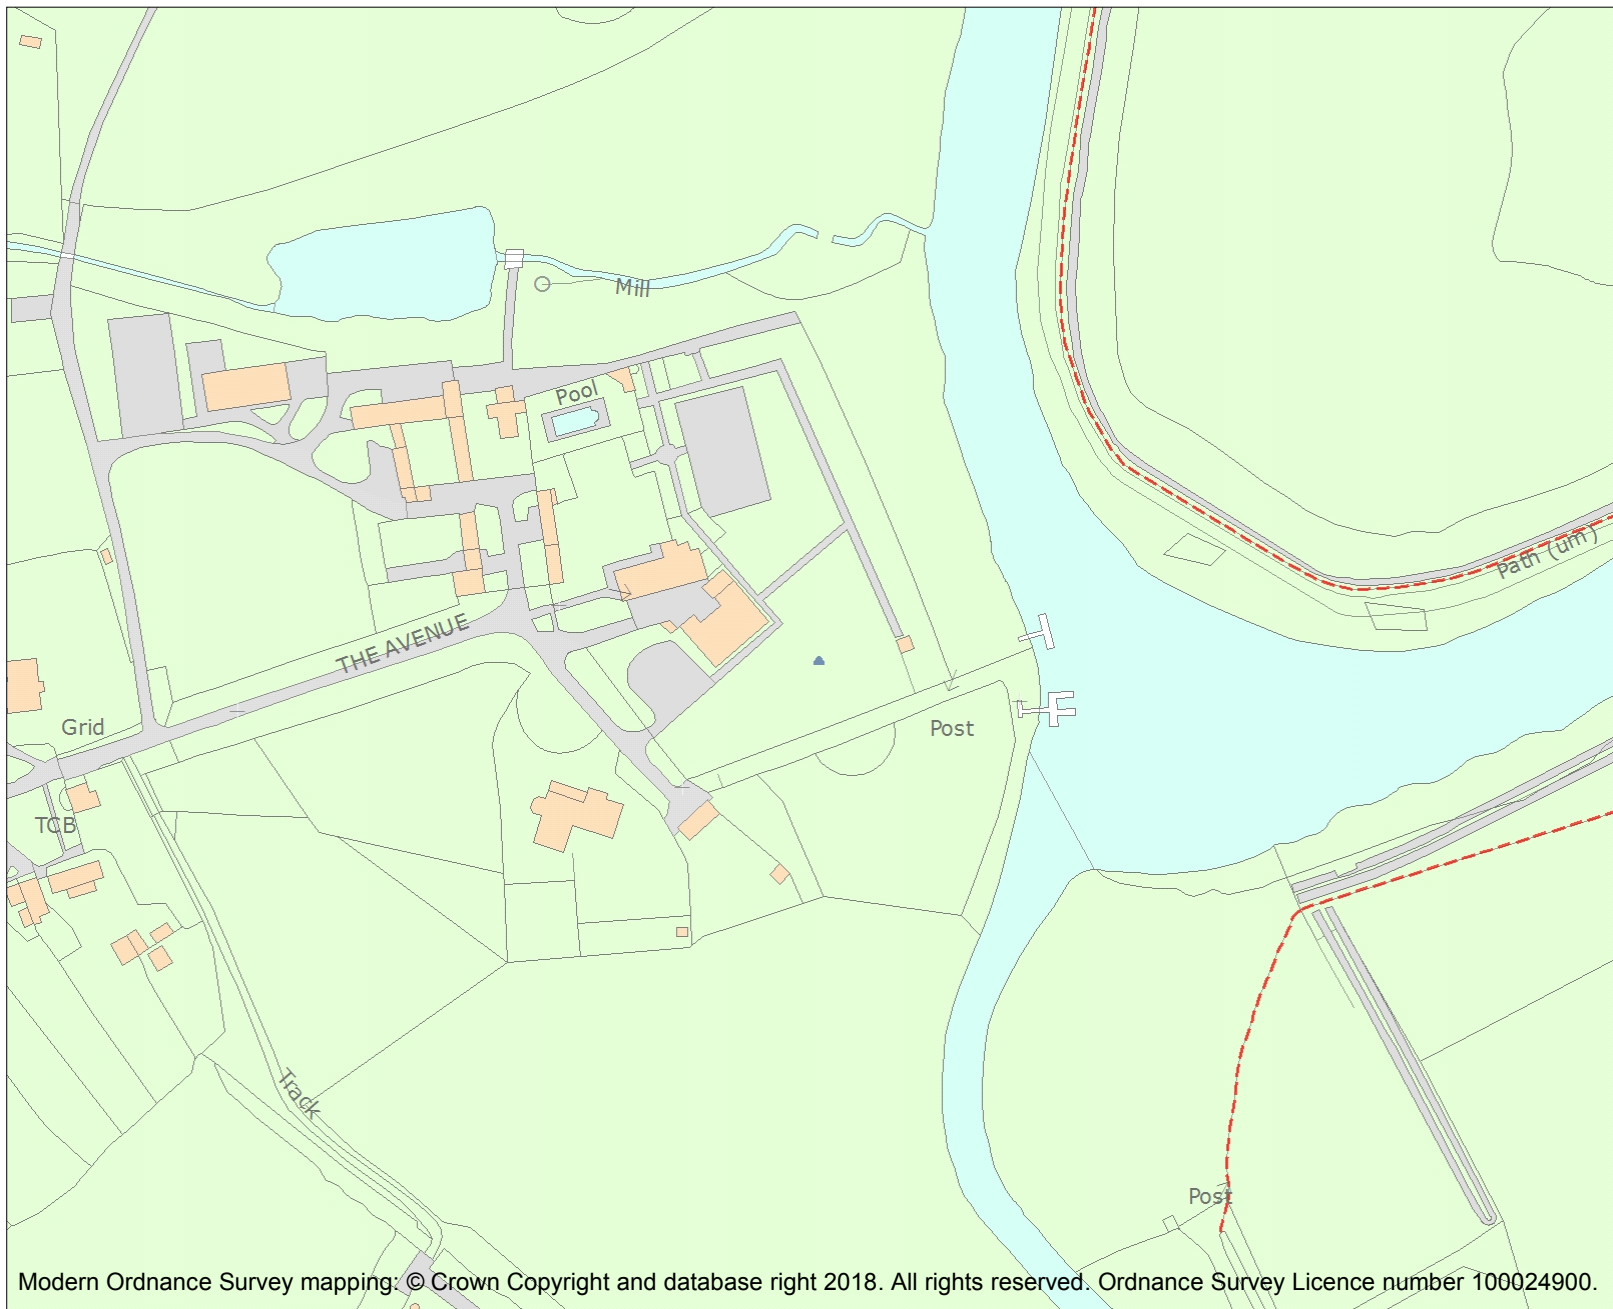 Mill
Pool
Path (um)
THE AVENUE
Grid
Post
TCB
Track
Post
Modern Ordnance Survey mapping: © Crown Copyright and database right 2018. All rights reserved. Ordnance Survey Licence number 100024900.